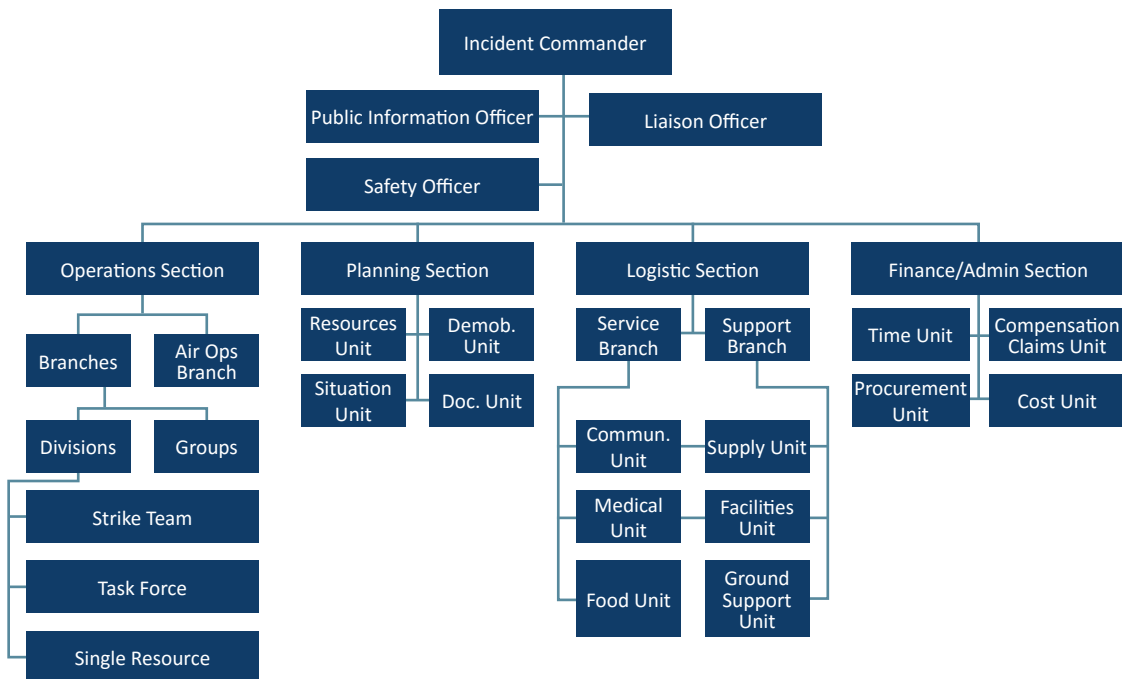 Incident Commander
Public Information Officer
Liaison Officer
Safety Officer
Operations Section
Planning Section
Logistic Section
Finance/Admin Section
Branches
Air Ops
Branch
Divisions
Groups
Strike Team
Task Force
Single Resource
Resources
Unit
Demob.
Unit
Situation
Unit
Doc. Unit
Service
Branch
Support
Branch
Commun.
Unit
Supply Unit
Medical
Unit
Facilities
Unit
Food Unit
Ground
Support
Unit
Time Unit
Compensation
Claims Unit
Procurement
Unit
Cost Unit